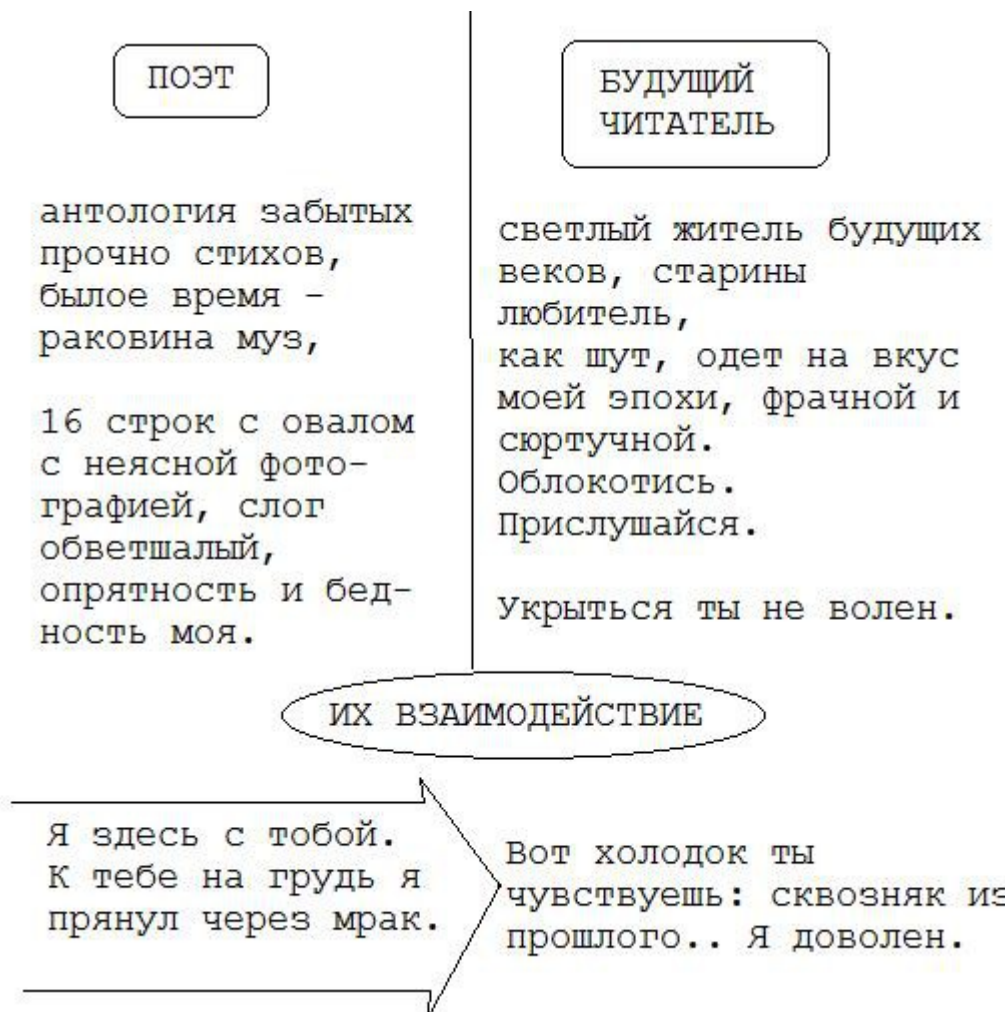 ПОЭТ
антология забытых
прочно стихов,
былое время -
раковина муз,
16 строк с овалом
с неясной фото-
графией, слог
обветшалый,
опрятность и бед-
ность моя.
БУДУЩИЙ
ЧИТАТЕЛЬ
светлый житель будущих
веков, старины
любитель,
как шут, одет на вкус
моей эпохи, фрачной и
сюртучной.
Облокотись.
Прислушайся.
Укрыться ты не волен.
ИХ ВЗАИМОДЕЙСТВИЕ
Я здесь с тобой.
К тебе на грудь я
прянул через мрак.
Вот холодок ты
чувствуешь: сквозняк из
прошлого.. Я доволен.